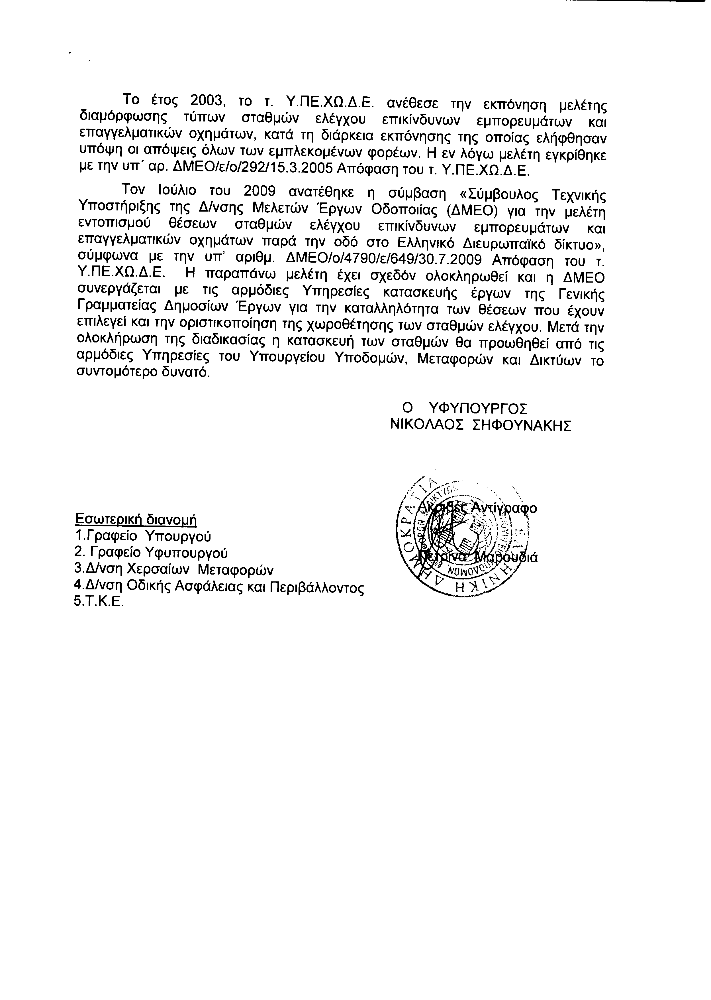 Το έτος 2003, το τ. Υ.ΠΕ.ΧΩ.Δ.Ε. ανέθεσε την εκπόνηση μελέτης
διαμόρφωσης τύπων σταθμών ελέγχου επικίνδυνων εμπορευμάτων και
επαγγελματικών οχημάτων, κατά τη διάρκεια εκπόνησης της οποίας ελήφθησαν
υπόψη οι απόψεις όλων των εμπλεκομένων φορέων. Η εν λόγω μελέτη εγκρίθηκε
με την υπ΄ αρ. ΔΜΕΟ/ε/ο/292/15.3.2005 Απόφαση του τ. Υ.ΠΕ.ΧΩ.Δ.Ε.
Τον Ιούλιο του 2009 ανατέθηκε η σύμβαση «Σύμβουλος Τεχνικής
Υποστήριξης της Δ/νσης Μελετών Έργων Οδοποιίας (ΔΜΕΟ) για την μελέτη
εντοπισμού θέσεων σταθμών ελέγχου επικίνδυνων εμπορευμάτων και
επαγγελματικών οχημάτων παρά την οδό στο Ελληνικό Διευρωπαϊκό δίκτυο»,
σύμφωνα με την υπ’ αριθμ. ΔΜΕΟ/ο/4790/ε/649/30.7.2009 Απόφαση του τ.
Υ.ΠΕ.ΧΩ.Δ.Ε. Η παραπάνω μελέτη έχει σχεδόν ολοκληρωθεί και η ΔΜΕΟ
συνεργάζεται με τις αρμόδιες Υπηρεσίες κατασκευής έργων της Γενικής
Γραμματείας Δημοσίων Έργων για την καταλληλότητα των θέσεων που έχουν
επιλεγεί και την οριστικοποίηση της χωροθέτησης των σταθμών ελέγχου. Μετά την
ολοκλήρωση της διαδικασίας η κατασκευή των σταθμών θα προωθηθεί από τις
αρμόδιες Υπηρεσίες του Υπουργείου Υποδομών, Μεταφορών και Δικτύων το
συντομότερο δυνατό.
Ο ΥΦΥΠΟΥΡΓΟΣ
ΝΙΚΟΛΑΟΣ ΣΗΦΟΥΝΑΚΗΣ
Ακριβές Αντίγραφο
Πετρίνα Μαρουδιά
ΕΛΛΗΝΙΚΗ ΔΗΜΟΚΡΑΤΙΑ
Εσωτερική διανομή
1.Γραφείο Υπουργού
2. Γραφείο Υφυπουργού
3.Δ/νση Χερσαίων Μεταφορών
4.Δ/νση Οδικής Ασφάλειας και Περιβάλλοντος
5.Τ.Κ.Ε.